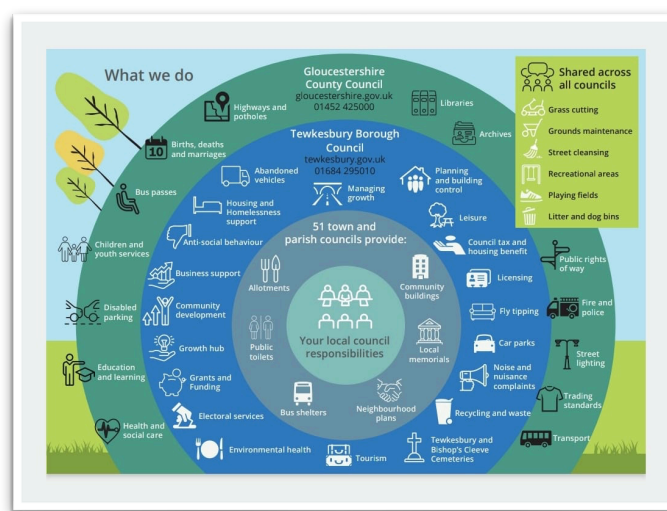 What we do
Gloucestershire
County Council
gloucestershire.gov.uk
01452 425000
Highways and
potholes
Libraries
Archives
Births, deaths
and marriages
10
Bus passes
Children and
youth services
Disabled
parking
Education
and learning
Health and
social care
Public rights
of way
Fire and
police
Street
lighting
Trading
standards
Transport
Tewkesbury Borough
Council
tewkesbury.gov.uk
01684 295010
Abandoned
vehicles
Managing
growth
Planning
and building
control
Housing and
Homelessness
support
Leisure
Anti-social behaviour
Council tax and
housing benefit
Business support
Licensing
Community
development
Fly tipping
Growth hub
Car parks
Grants and
Funding
Noise and
nuisance
complaints
Electoral services
Recycling and waste
Environmental health
Tourism
Tewkesbury and
Bishop's Cleeve
Cemeteries
51 town and
parish councils provide:
Allotments
Community
buildings
Public
toilets
Local
memorials
Bus shelters
Neighbourhood
plans
Your local council
responsibilities
Shared across
all councils
Grass cutting
Grounds maintenance
Street cleansing
Recreational areas
Playing fields
Litter and dog bins